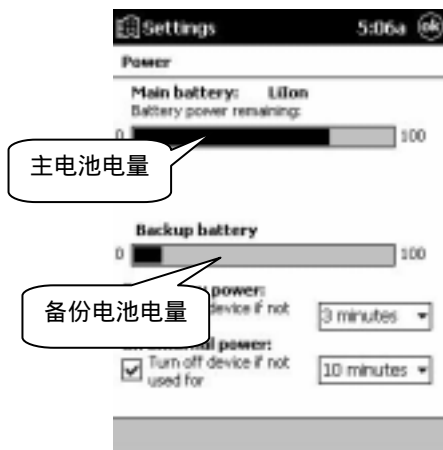 Settings 5:06a ok
Power
Main battery: LiIon
Battery power remaining:
0 100
主电池电量
Backup battery
0 100
power:
device if not 3 minutes
备份电池电量
power:
Turn off device if not
used for 10 minutes